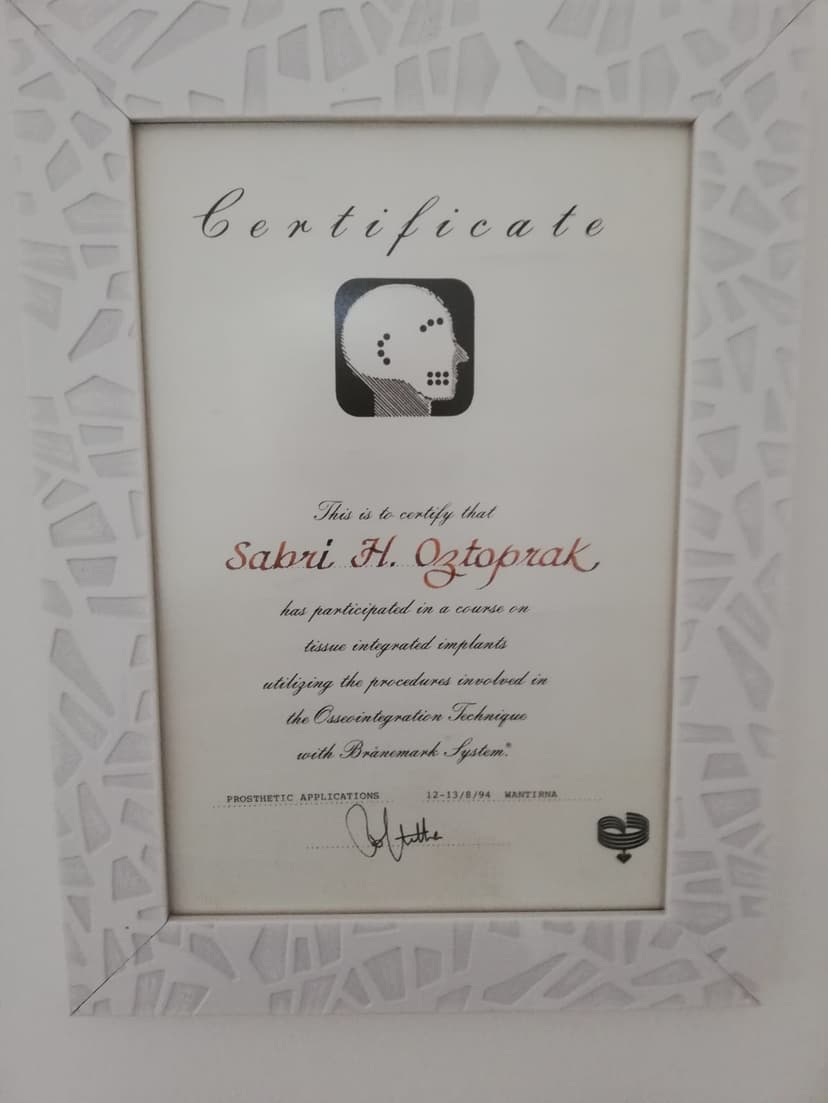 Certificate
This is to certify that
Sabri H. Oztoprak
has participated in a course on
tissue integrated implants
utilizing the procedures involved in
the Osseointegration Technique
with Brånemark System®
PROSTHETIC APPLICATIONS 12-13/8/94 WANTIRNA